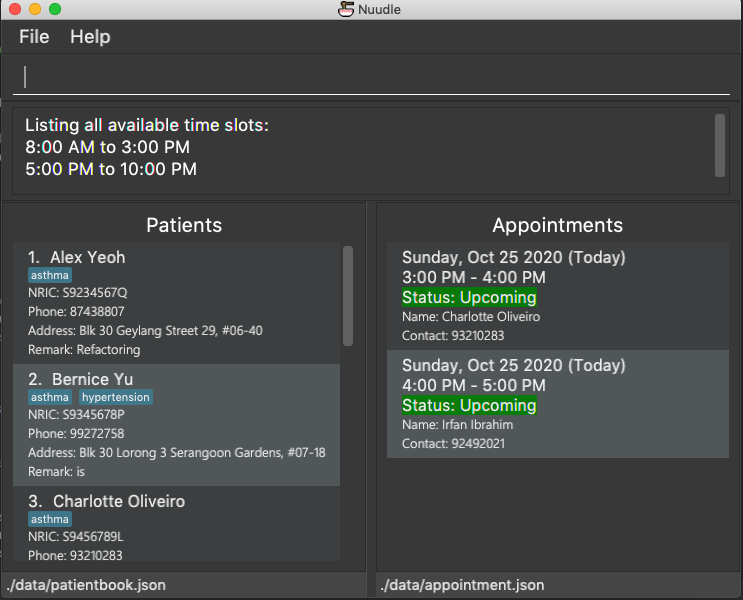 Nuudle
File Help
Listing all available time slots:
8:00 AM to 3:00 PM
5:00 PM to 10:00 PM
Patients
1. Alex Yeoh
asthma
NRIC: S9234567Q
Phone: 87438807
Address: Blk 30 Geylang Street 29, #06-40
Remark: Refactoring
2. Bernice Yu
asthma hypertension
NRIC: S9345678P
Phone: 99272758
Address: Blk 30 Lorong 3 Serangoon Gardens, #07-18
Remark: is
3. Charlotte Oliveiro
asthma
NRIC: S9456789L
Phone: 93210283
./data/patientbook.json
Appointments
Sunday, Oct 25 2020 (Today)
3:00 PM - 4:00 PM
Status: Upcoming
Name: Charlotte Oliveiro
Contact: 93210283
Sunday, Oct 25 2020 (Today)
4:00 PM - 5:00 PM
Status: Upcoming
Name: Irfan Ibrahim
Contact: 92492021
./data/appointment.json